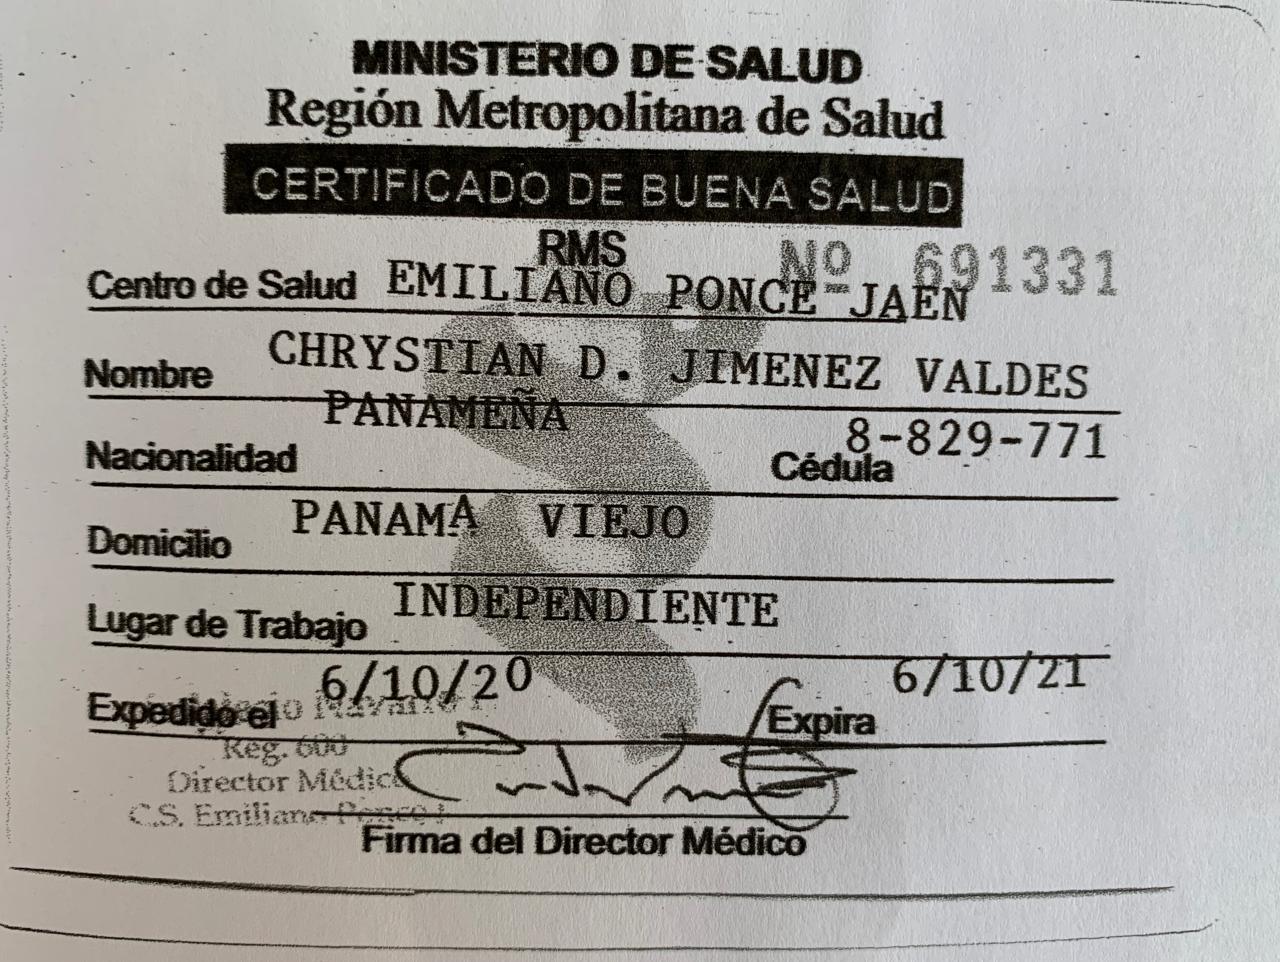 MINISTERIO DE SALUD
Región Metropolitana de Salud
CERTIFICADO DE BUENA SALUD
RMS
Nº 691331
Centro de Salud EMILIANO PONCE JAEN
Nombre CHRYSTIAN D. JIMENEZ VALDES
Nacionalidad PANAMEÑA Cédula 8-829-771
Domicilio PANAMA VIEJO
Lugar de Trabajo INDEPENDIENTE
Expedido el 6/10/20 Expira 6/10/21
Reg. 600
Director Médico
C.S. Emiliano Ponce J
Firma del Director Médico